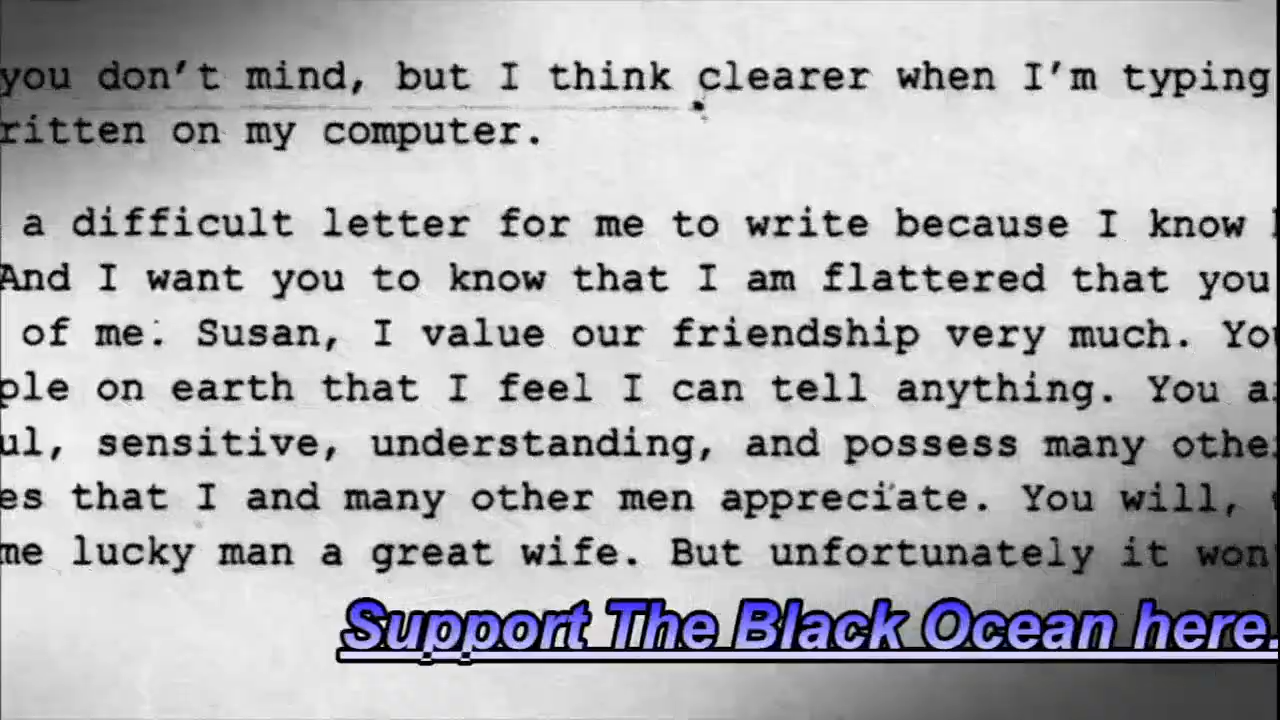 you don't mind, but I think clearer when I'm typing
ritten on my computer.
a difficult letter for me to write because I know
And I want you to know that I am flattered that you
of me. Susan, I value our friendship very much. You
ple on earth that I feel I can tell anything. You a
ul, sensitive, understanding, and possess many othe
es that I and many other men appreciate. You will,
me lucky man a great wife. But unfortunately it won
Support The Black Ocean here.